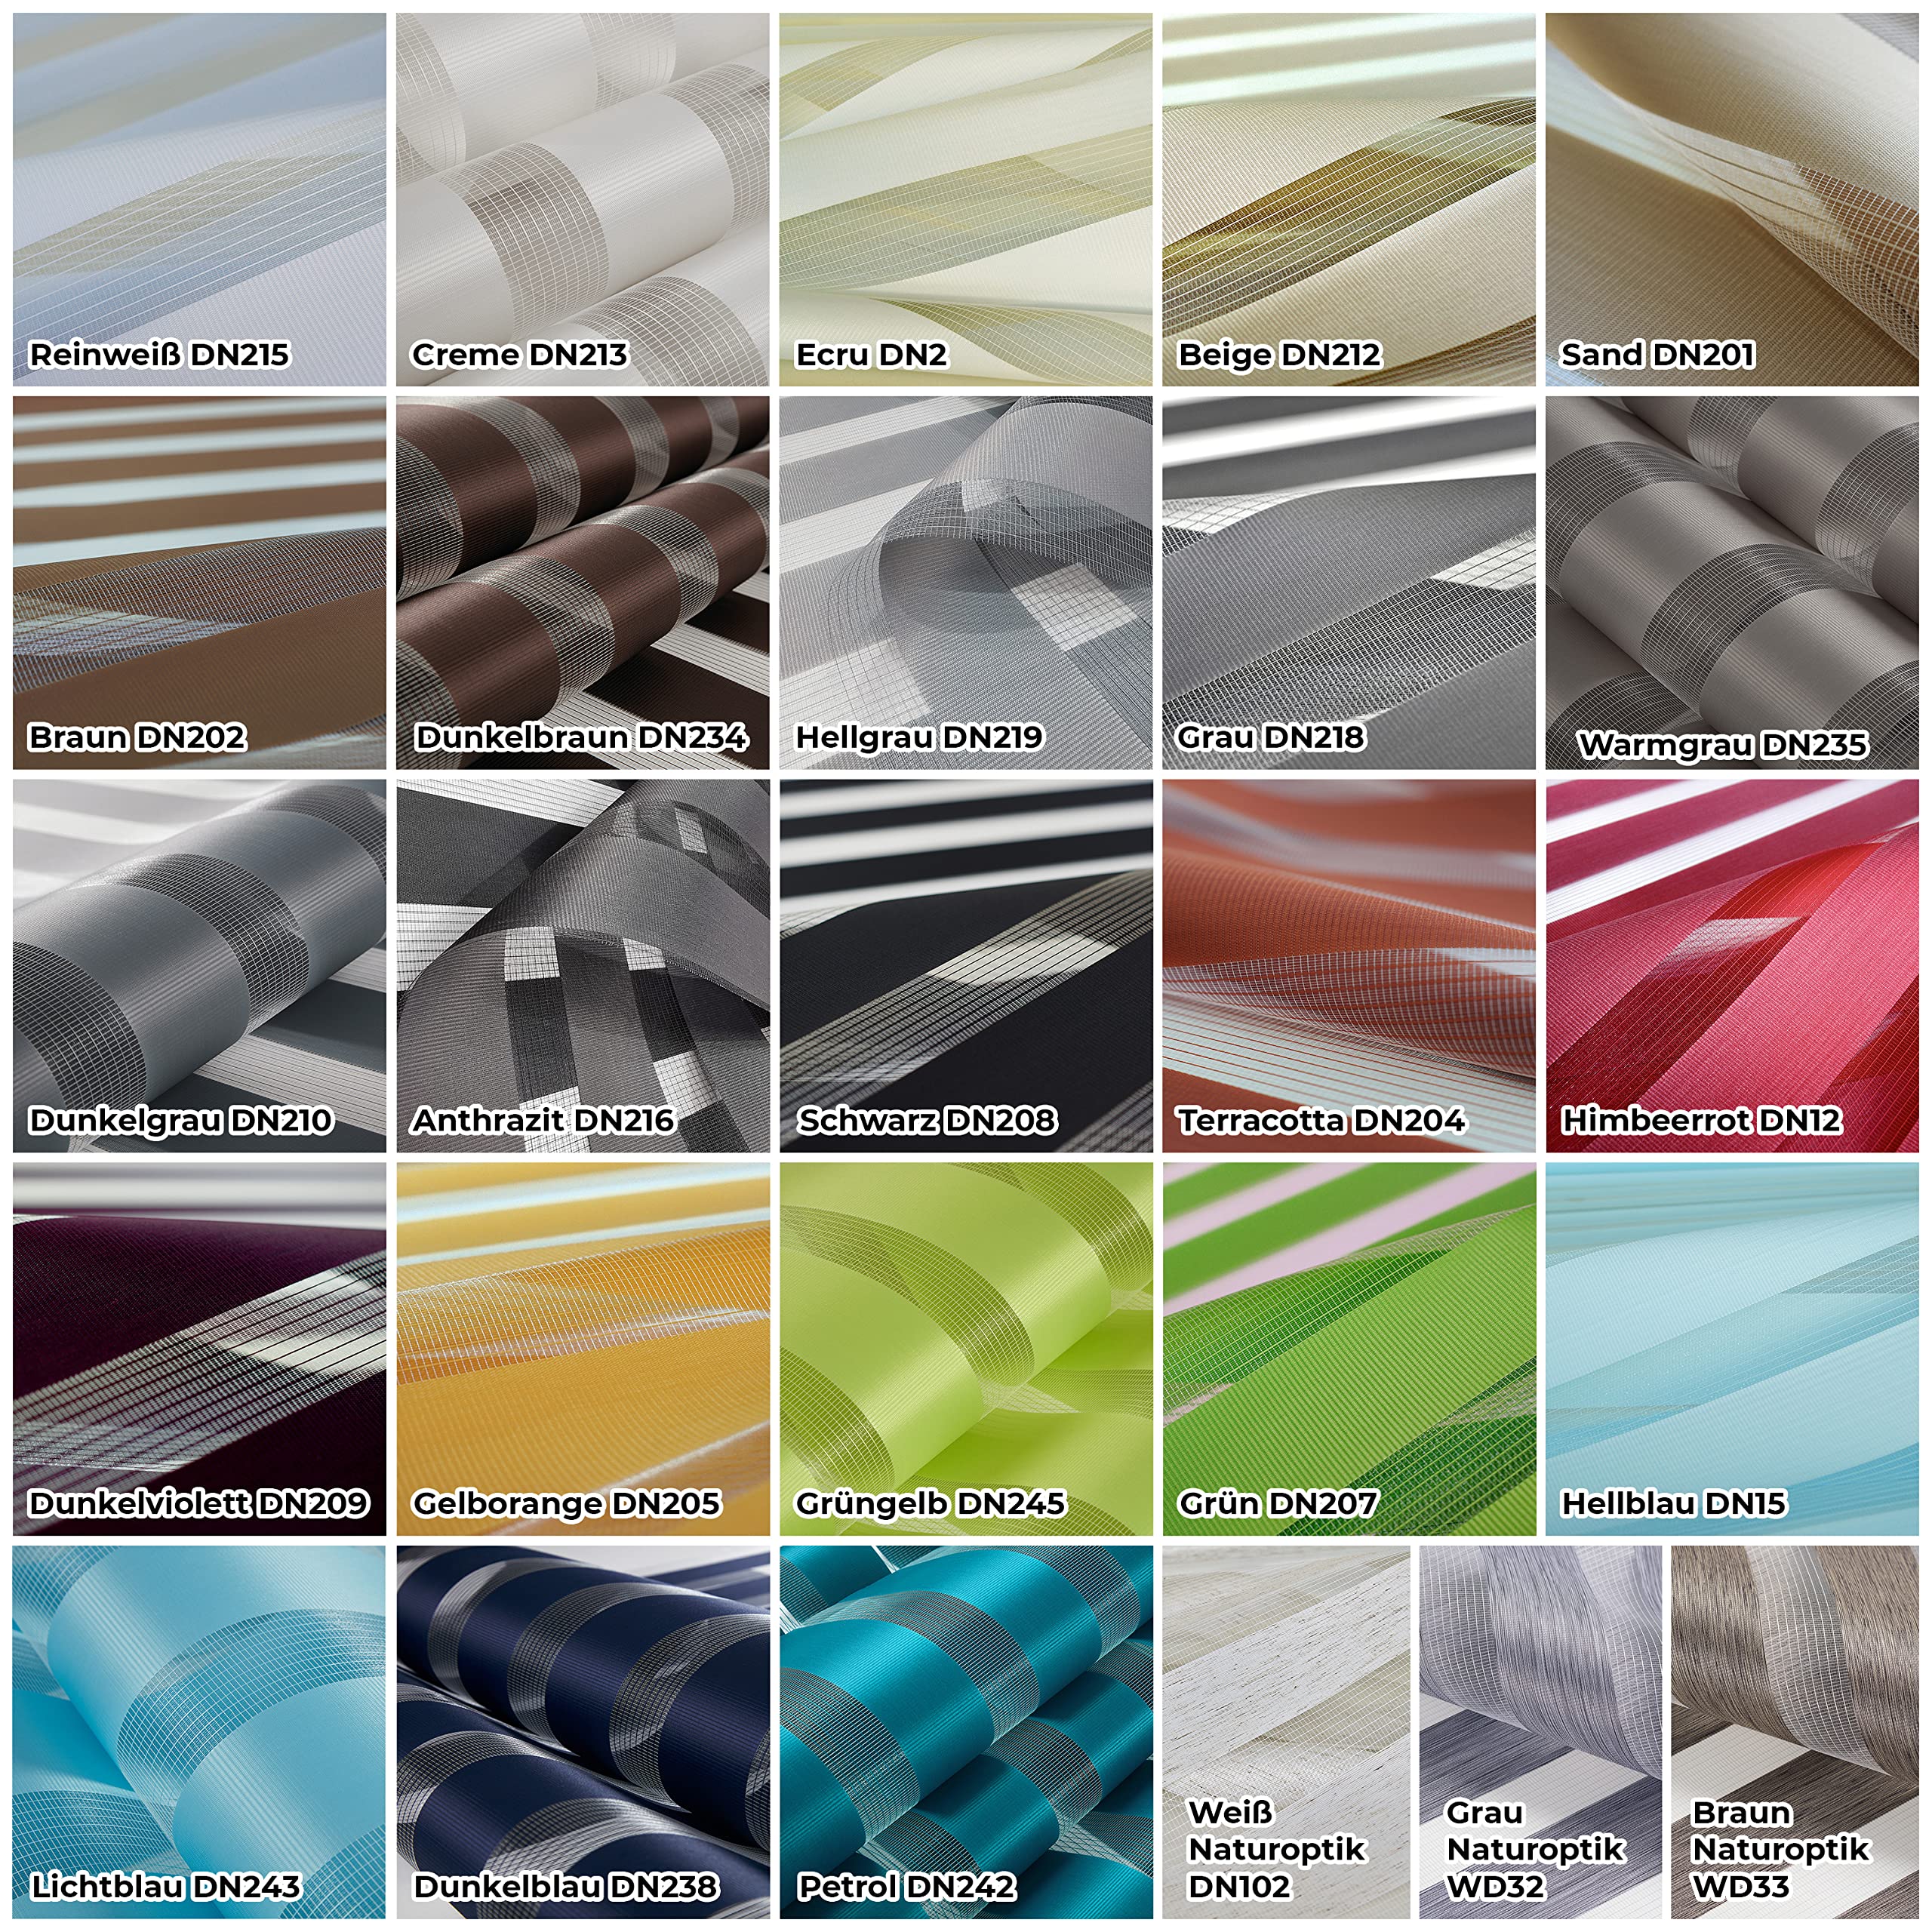 Reinweiß DN215
Creme DN213
Ecru DN2
Beige DN212
Sand DN201
Braun DN202
Dunkelbraun DN234
Hellgrau DN219
Grau DN218
Warmgrau DN235
Dunkelgrau DN210
Anthrazit DN216
Schwarz DN208
Terracotta DN204
Himbeerrot DN12
Dunkelviolett DN209
Gelborange DN205
Grüngelb DN245
Grün DN207
Hellblau DN15
Lichtblau DN243
Dunkelblau DN238
Petrol DN242
Weiß
Naturoptik
DN102
Grau
Naturoptik
WD32
Braun
Naturoptik
WD33